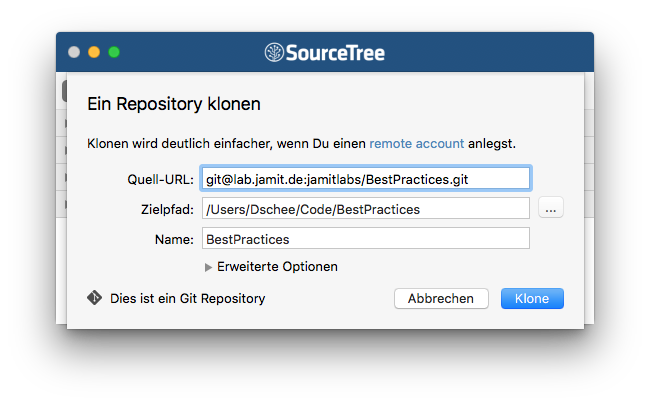 SourceTree
Ein Repository klonen
Klonen wird deutlich einfacher, wenn Du einen remote account anlegst.
Quell-URL: git@lab.jamit.de:jamitlabs/BestPractices.git
Zielpfad: /Users/Dschee/Code/BestPractices ...
Name: BestPractices
Erweiterte Optionen
Dies ist ein Git Repository Abbrechen Klone